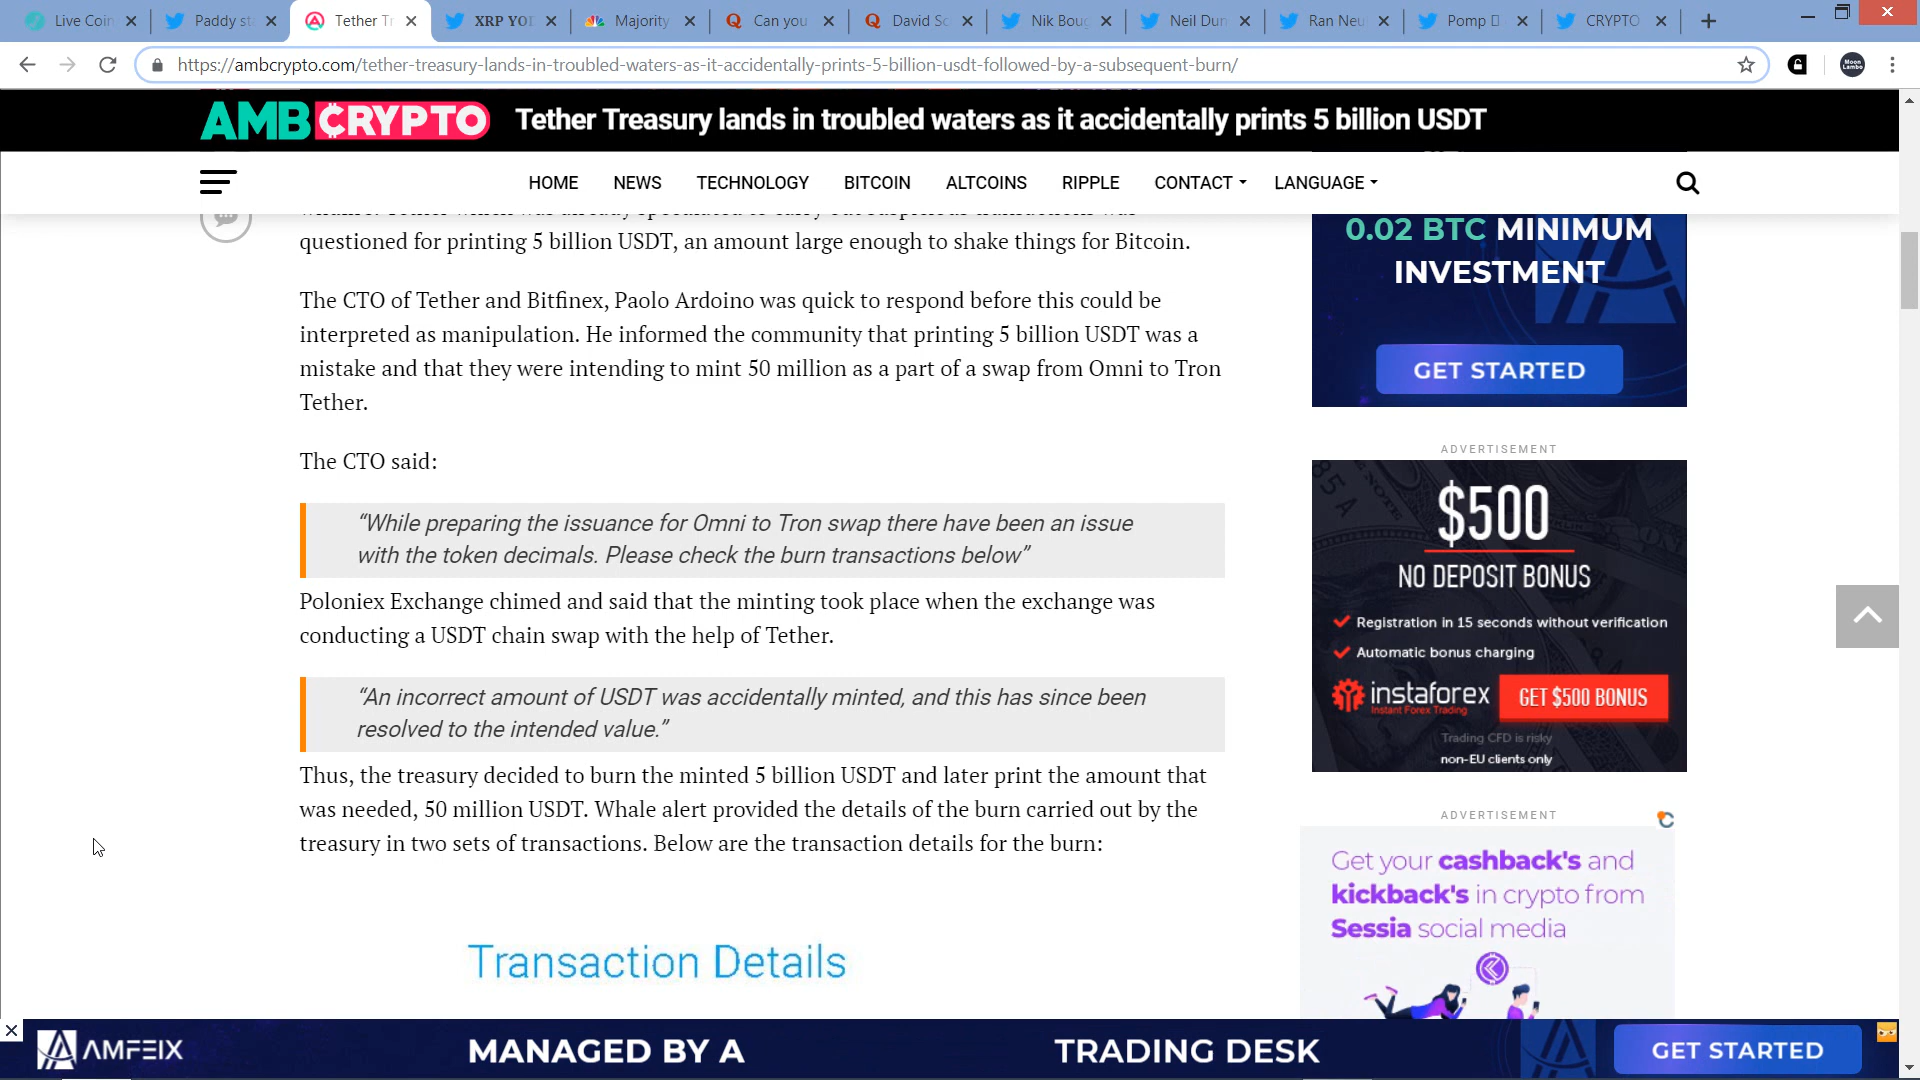 Live Coin
Paddy st
Tether Tr
XRP YOD
Majority
Can you
David Sc
Nik Boug
Neil Dun
Ran Neu
Pomp
CRYPTO
https://ambcrypto.com/tether-treasury-lands-in-troubled-waters-as-it-accidentally-prints-5-billion-usdt-followed-by-a-subsequent-burn/
Moon Lambo
AMBCRYPTO Tether Treasury lands in troubled waters as it accidentally prints 5 billion USDT
HOME NEWS TECHNOLOGY BITCOIN ALTCOINS RIPPLE CONTACT LANGUAGE
questioned for printing 5 billion USDT, an amount large enough to shake things for Bitcoin.
The CTO of Tether and Bitfinex, Paolo Ardoino was quick to respond before this could be
interpreted as manipulation. He informed the community that printing 5 billion USDT was a
mistake and that they were intending to mint 50 million as a part of a swap from Omni to Tron
Tether.
The CTO said:
“While preparing the issuance for Omni to Tron swap there have been an issue
with the token decimals. Please check the burn transactions below”
Poloniex Exchange chimed and said that the minting took place when the exchange was
conducting a USDT chain swap with the help of Tether.
“An incorrect amount of USDT was accidentally minted, and this has since been
resolved to the intended value.”
Thus, the treasury decided to burn the minted 5 billion USDT and later print the amount that
was needed, 50 million USDT. Whale alert provided the details of the burn carried out by the
treasury in two sets of transactions. Below are the transaction details for the burn:
Transaction Details
0.02 BTC MINIMUM
INVESTMENT
GET STARTED
ADVERTISEMENT
$500
NO DEPOSIT BONUS
Registration in 15 seconds without verification
Automatic bonus charging
instaforex
Instant Forex Trading
GET $500 BONUS
Trading CFD is risky
non-EU clients only
ADVERTISEMENT
Get your cashback's and
kickback's in crypto from
Sessia social media
AMFEIX MANAGED BY A TRADING DESK GET STARTED